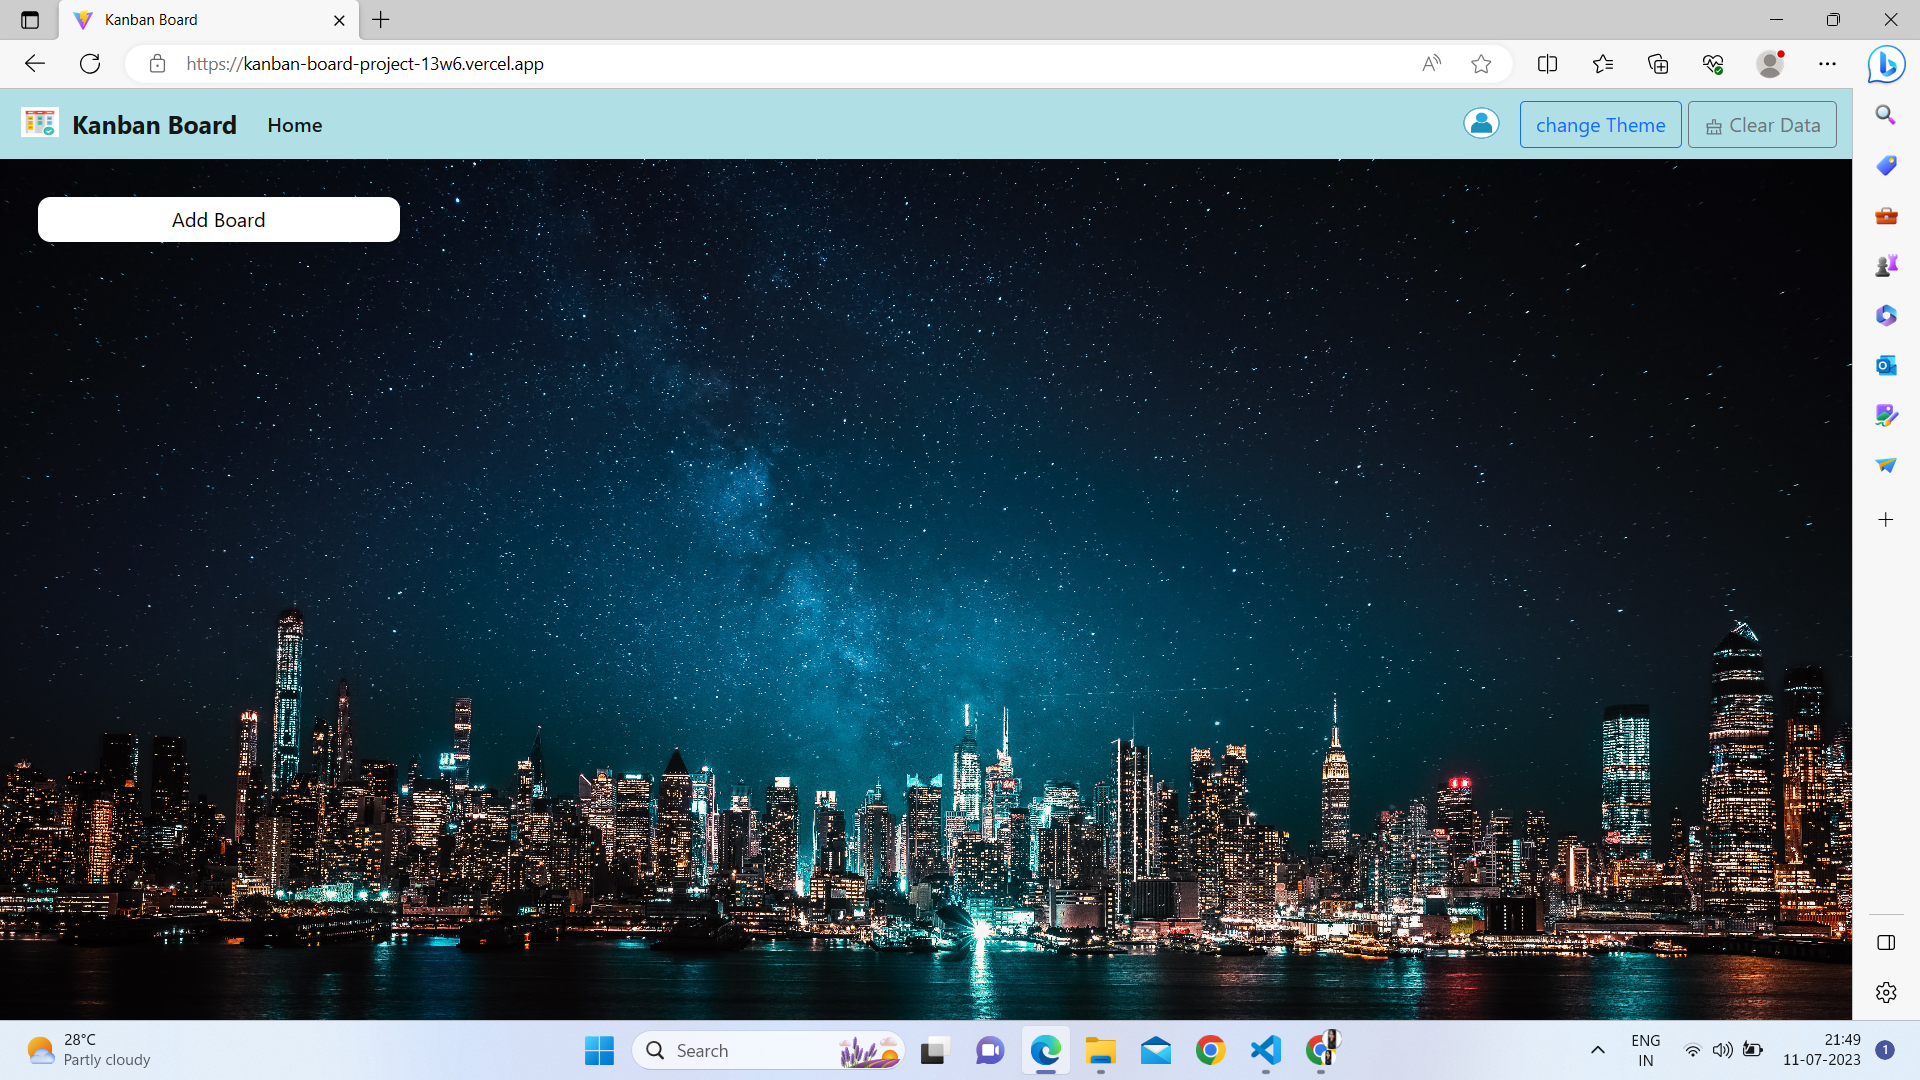 Kanban Board
https://kanban-board-project-13w6.vercel.app
Kanban Board
Home
change Theme
Clear Data
Add Board
28°C
Partly cloudy
Search
ENG
IN
21:49
11-07-2023
1